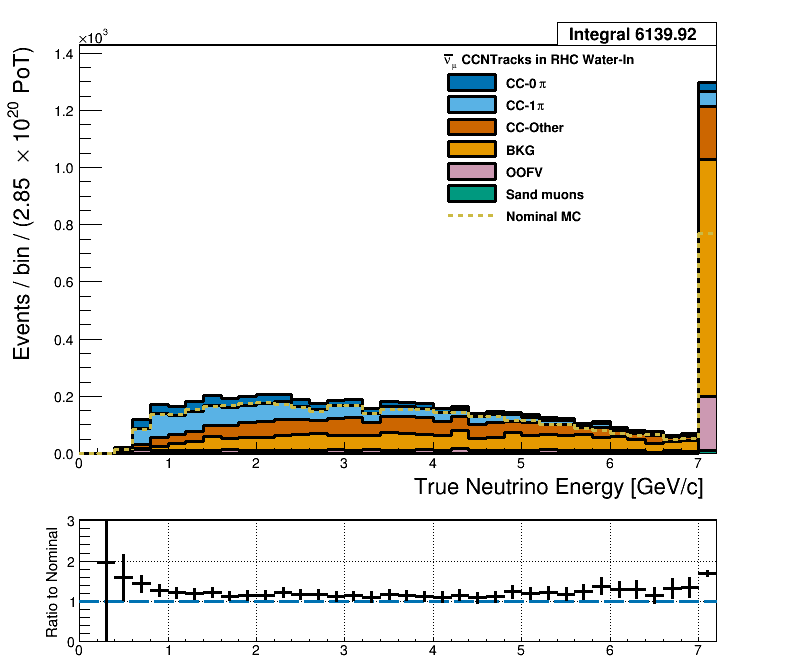 Integral 6139.92
×10³
ν̄μ CCNTracks in RHC Water-In
CC-0 π
CC-1π
CC-Other
BKG
OOFV
Sand muons
Nominal MC
Events / bin / (2.85 × 10²⁰ PoT)
1.4
1.2
1.0
0.8
0.6
0.4
0.2
0.0
0 1 2 3 4 5 6 7
True Neutrino Energy [GeV/c]
Ratio to Nominal
3
2
1
0
0 1 2 3 4 5 6 7